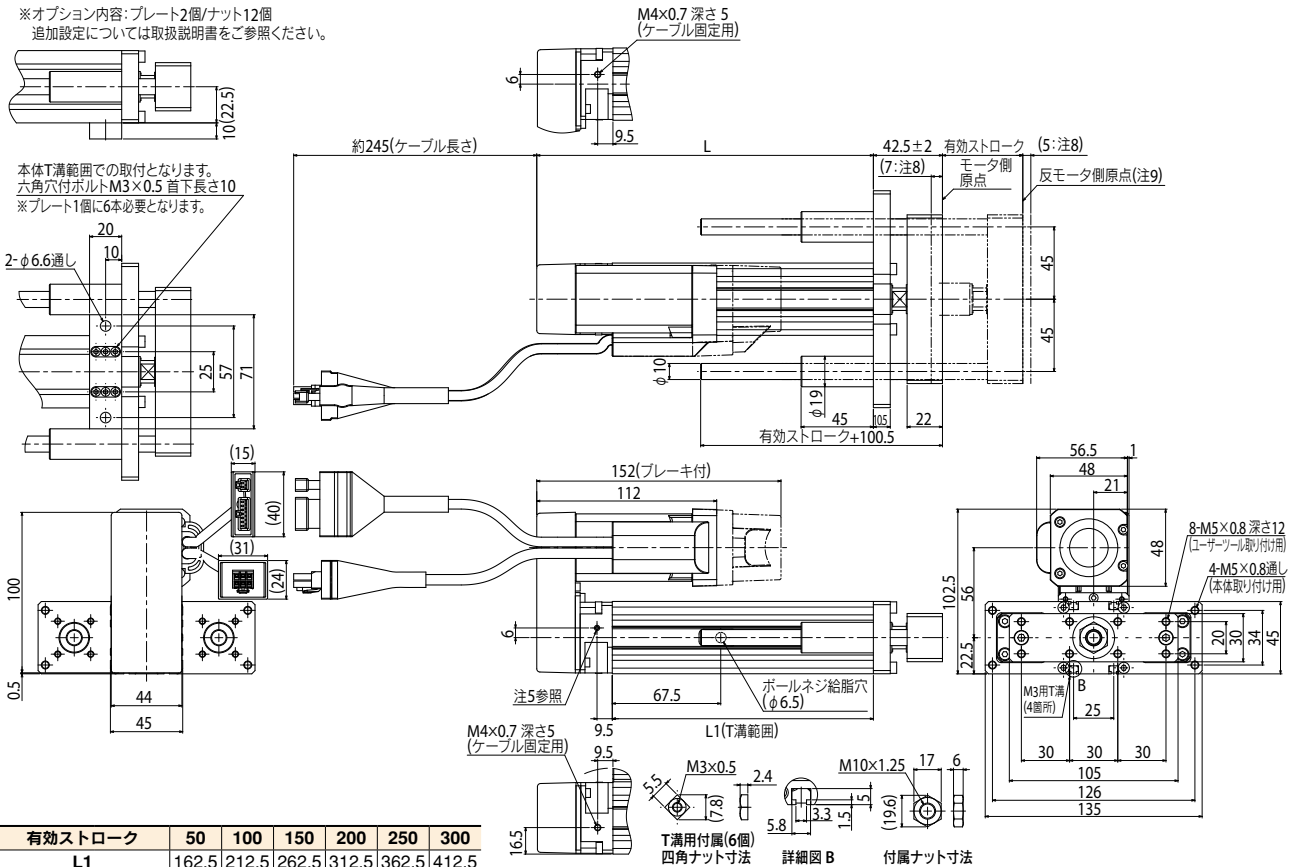 ※オプション内容：プレート2個/ナット12個
追加設定については取扱説明書をご参照ください。
10(22.5)
M4×0.7 深さ5
(ケーブル固定用)
6
9.5
本体T溝範囲での取付となります。
六角穴付ボルトM3×0.5 首下長さ10
※プレート1個に6本必要となります。
20
10
2-φ6.6通し
25
57
71
約245(ケーブル長さ)
L
42.5±2
有効ストローク
(5：注8)
(7：注8)
モータ側
原点
反モータ側原点(注9)
45
45
φ10
φ19
45
10.5
22
有効ストローク+100.5
(15)
(40)
(31)
(24)
100
0.5
44
45
152(ブレーキ付)
112
6
注5参照
67.5
ボールネジ給脂穴
(φ6.5)
9.5
L1(T溝範囲)
56.5
1
48
21
48
8-M5×0.8 深さ12
(ユーザーツール取り付け用)
4-M5×0.8通し
(本体取り付け用)
102.5
56
22.5
20
30
34
45
M3用T溝
(4箇所)
B
25
30
30
30
105
126
135
M4×0.7 深さ5
(ケーブル固定用)
9.5
16.5
M3×0.5
5.5
(7.8)
2.4
T溝用付属(6個)
四角ナット寸法
5
1.5
3.3
5.8
詳細図 B
M10×1.25
17
6
(19.6)
付属ナット寸法
有効ストローク 50 100 150 200 250 300
L1 162.5 212.5 262.5 312.5 362.5 412.5